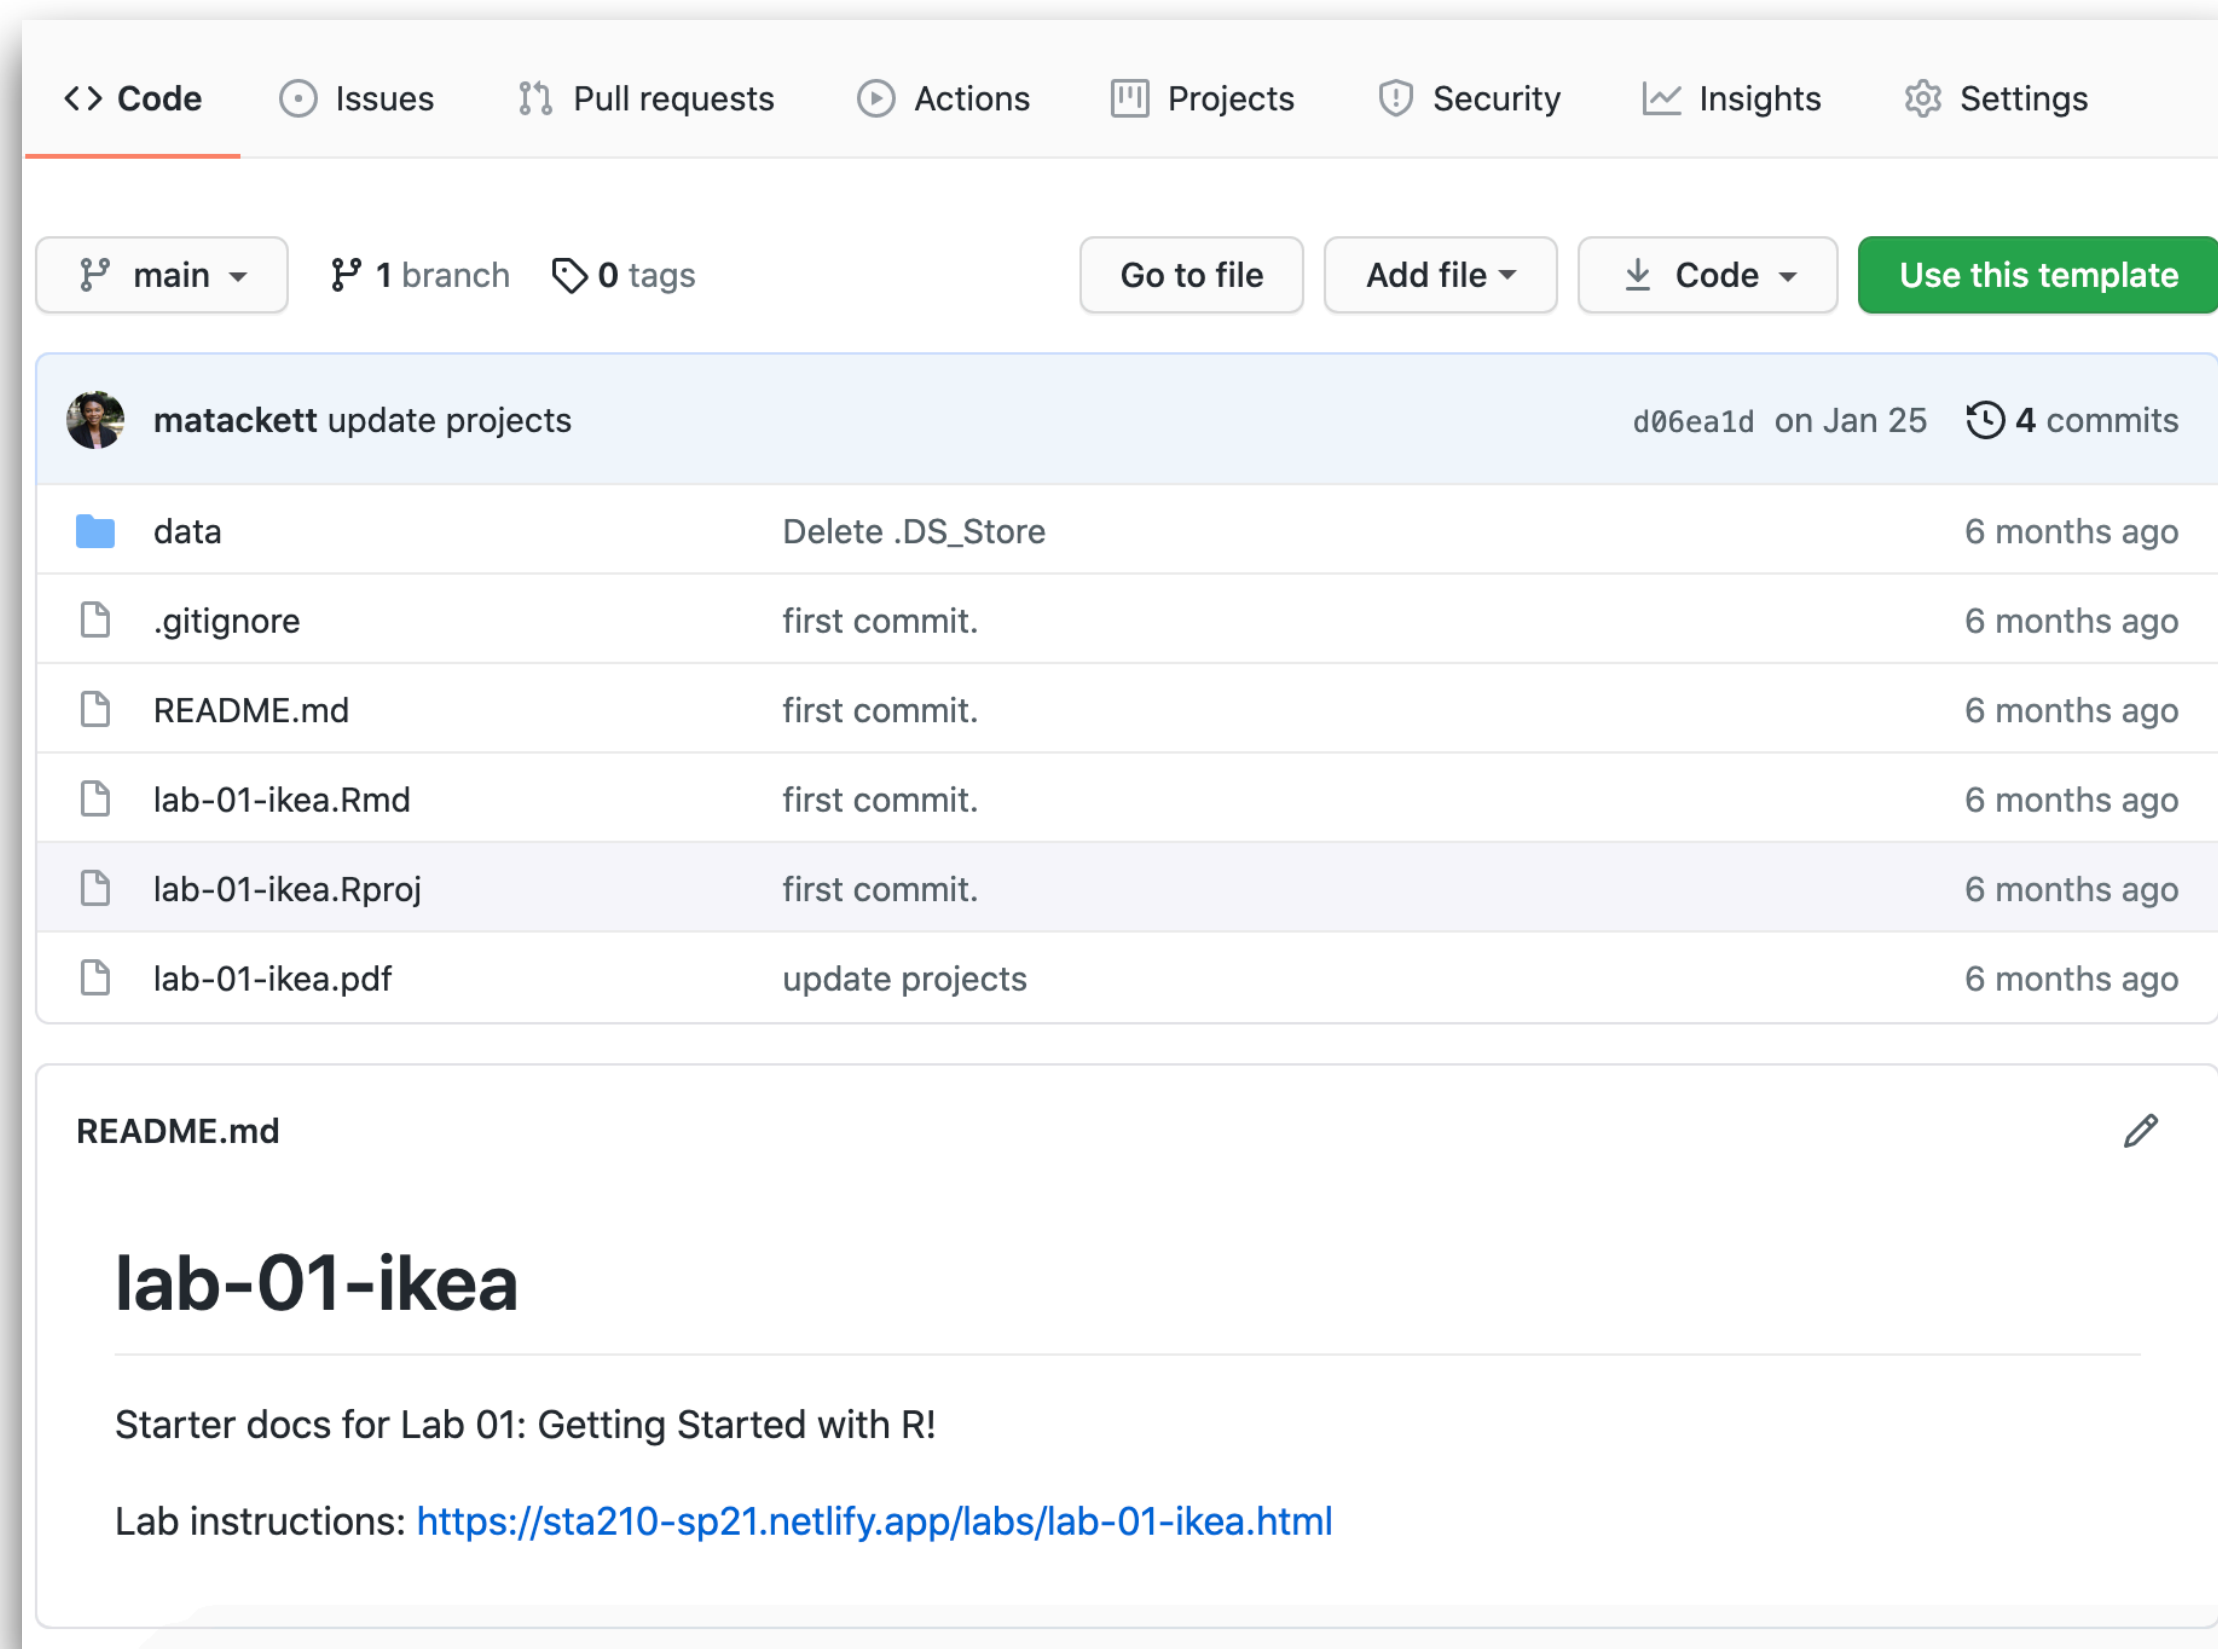 Code Issues Pull requests Actions Projects Security Insights Settings
main 1 branch 0 tags Go to file Add file Code Use this template
matackett update projects d06ea1d on Jan 25 4 commits
data Delete .DS_Store 6 months ago
.gitignore first commit. 6 months ago
README.md first commit. 6 months ago
lab-01-ikea.Rmd first commit. 6 months ago
lab-01-ikea.Rproj first commit. 6 months ago
lab-01-ikea.pdf update projects 6 months ago
README.md
lab-01-ikea
Starter docs for Lab 01: Getting Started with R!
Lab instructions: https://sta210-sp21.netlify.app/labs/lab-01-ikea.html